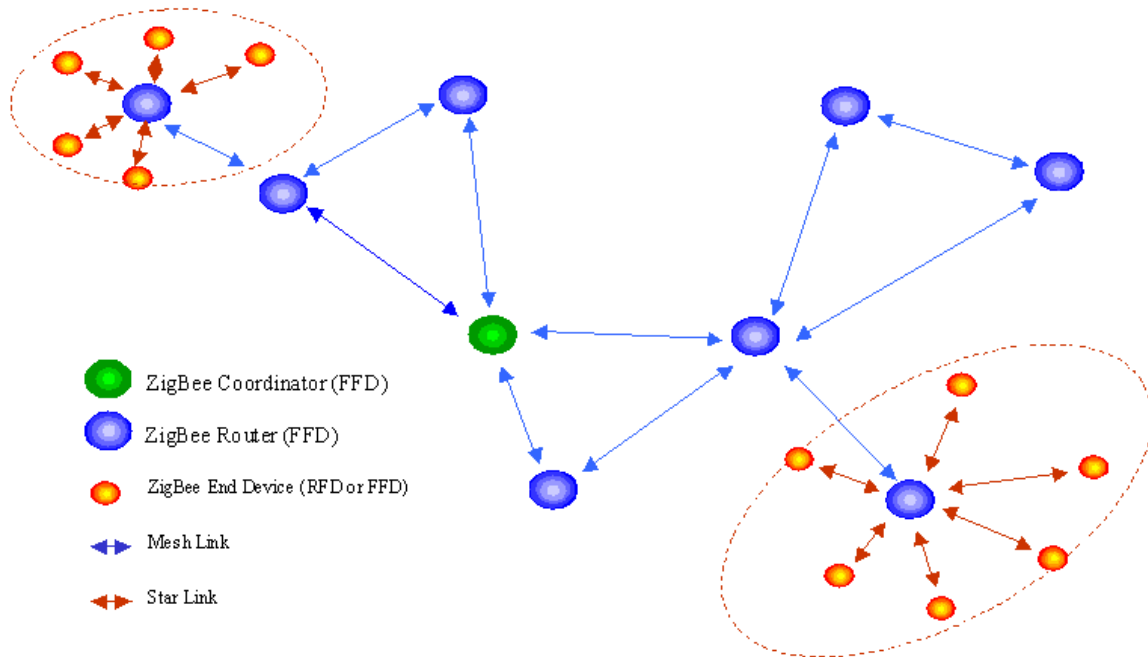 ZigBee Coordinator (FFD)
ZigBee Router (FFD)
ZigBee End Device (RFD or FFD)
Mesh Link
Star Link